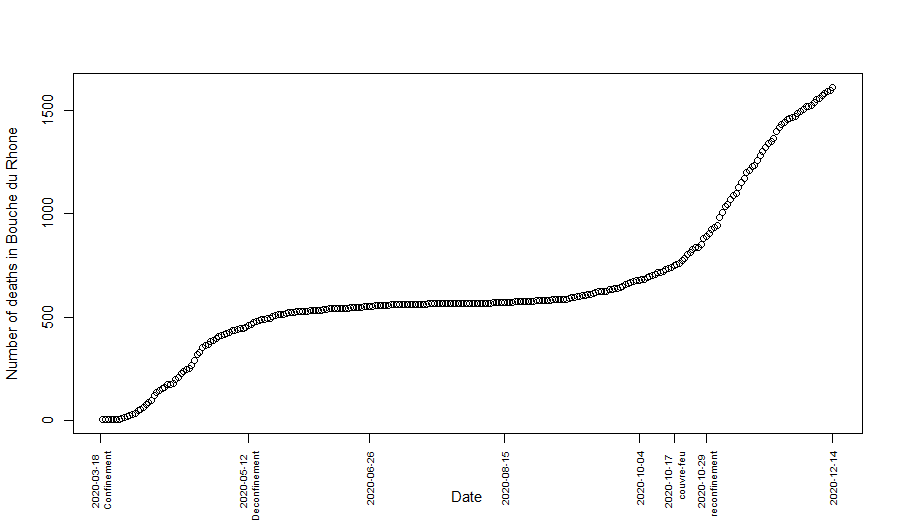 Number of deaths in Bouche du Rhone
1500
1000
500
0
2020-03-18
Confinement
2020-05-12
Deconfinement
2020-06-26
2020-08-15
2020-10-04
2020-10-17
couvre-feu
2020-10-29
reconfinement
2020-12-14
Date